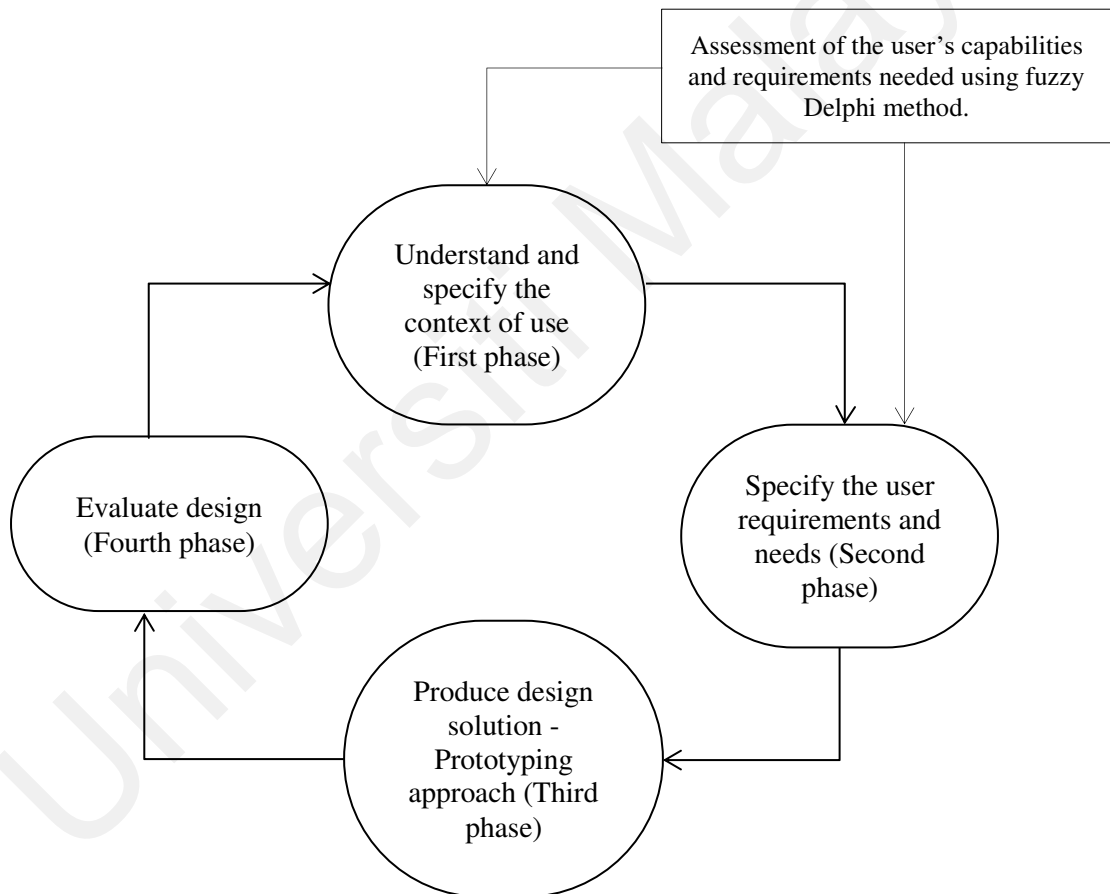 Assessment of the user’s capabilities
and requirements needed using fuzzy
Delphi method.
Understand and
specify the
context of use
(First phase)
Evaluate design
(Fourth phase)
Specify the user
requirements and
needs (Second
phase)
Produce design
solution -
Prototyping
approach (Third
phase)
Universiti Malay